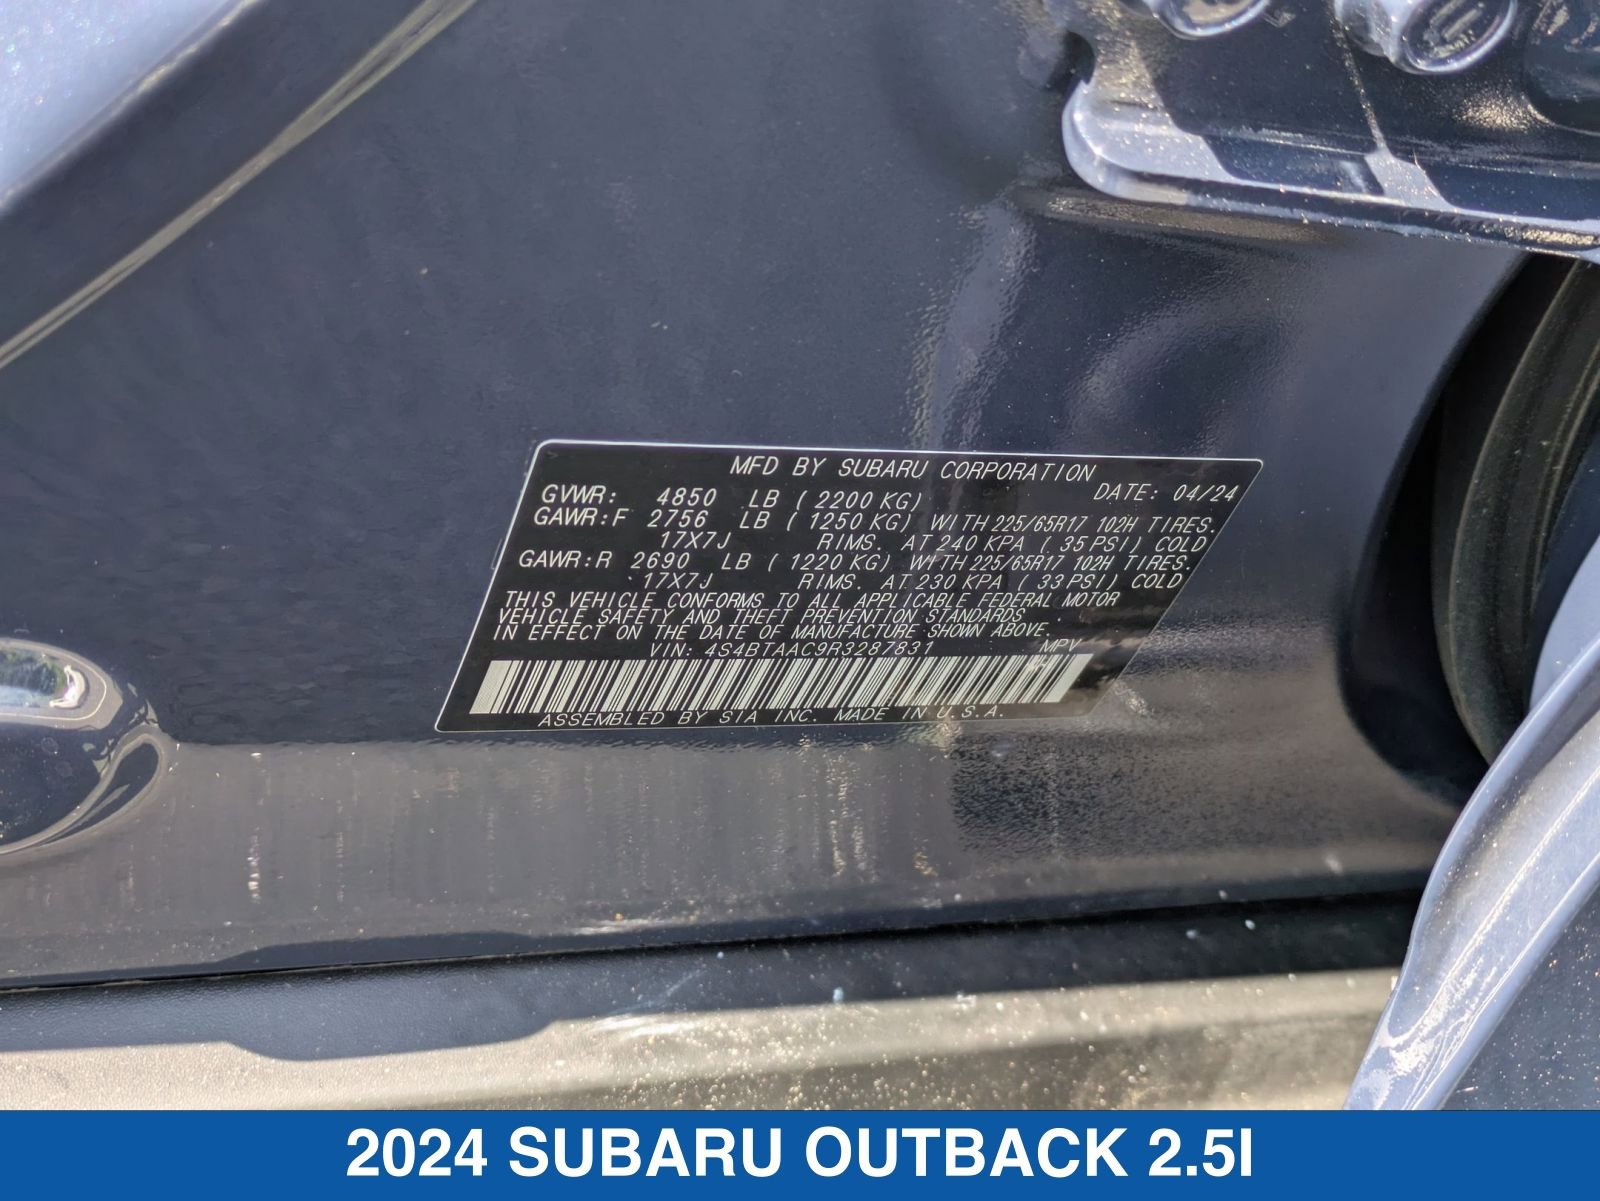 MFD BY SUBARU CORPORATION
GVWR: 4850 LB ( 2200 KG) DATE: 04/24
GAWR:F 2756 LB ( 1250 KG) WITH 225/65R17 102H TIRES.
17X7J RIMS. AT 240 KPA ( 35 PSI) COLD
GAWR:R 2690 LB ( 1220 KG) WITH 225/65R17 102H TIRES.
17X7J RIMS. AT 230 KPA ( 33 PSI) COLD
THIS VEHICLE CONFORMS TO ALL APPLICABLE FEDERAL MOTOR
VEHICLE SAFETY AND THEFT PREVENTION STANDARDS .
IN EFFECT ON THE DATE OF MANUFACTURE SHOWN ABOVE.
VIN: 4S4BTAAC9R3287831 MPV
ASSEMBLED BY SIA INC. MADE IN U.S.A.
2024 SUBARU OUTBACK 2.5I